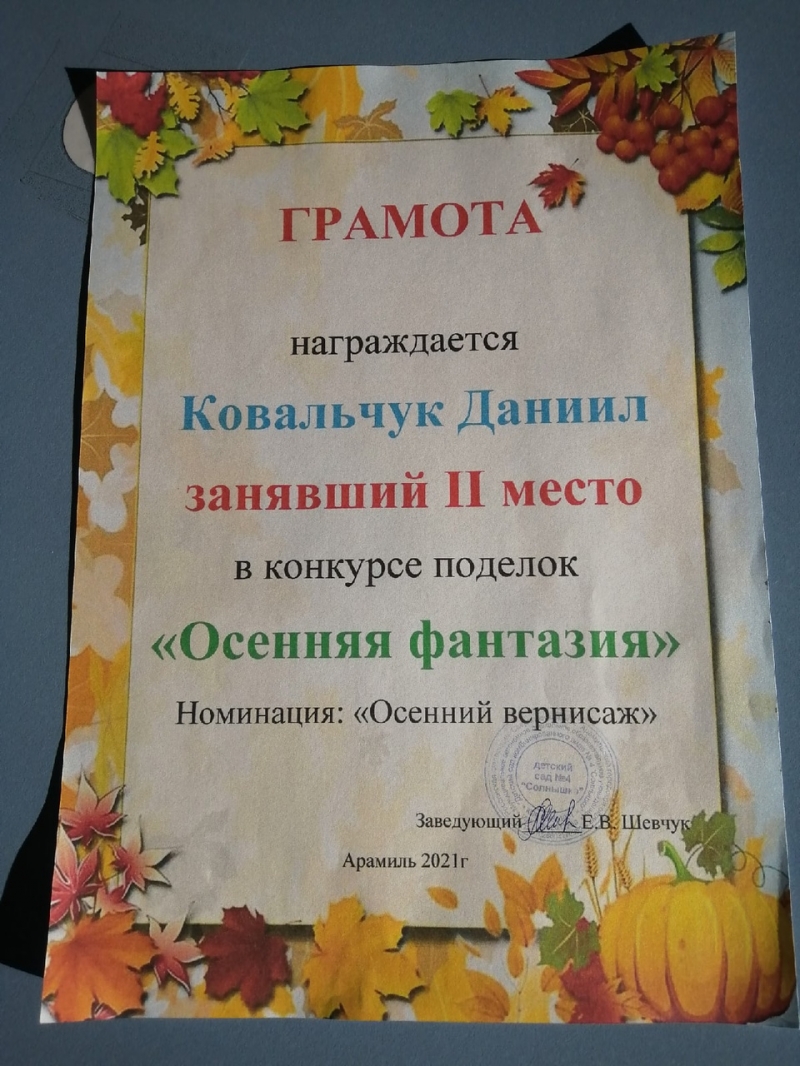 ГРАМОТА
награждается
Ковальчук Даниил
занявший II место
в конкурсе поделок
«Осенняя фантазия»
Номинация: «Осенний вернисаж»
детский
сад №4
"Солнышко"
Заведующий Е.В. Шевчук
Арамиль 2021г